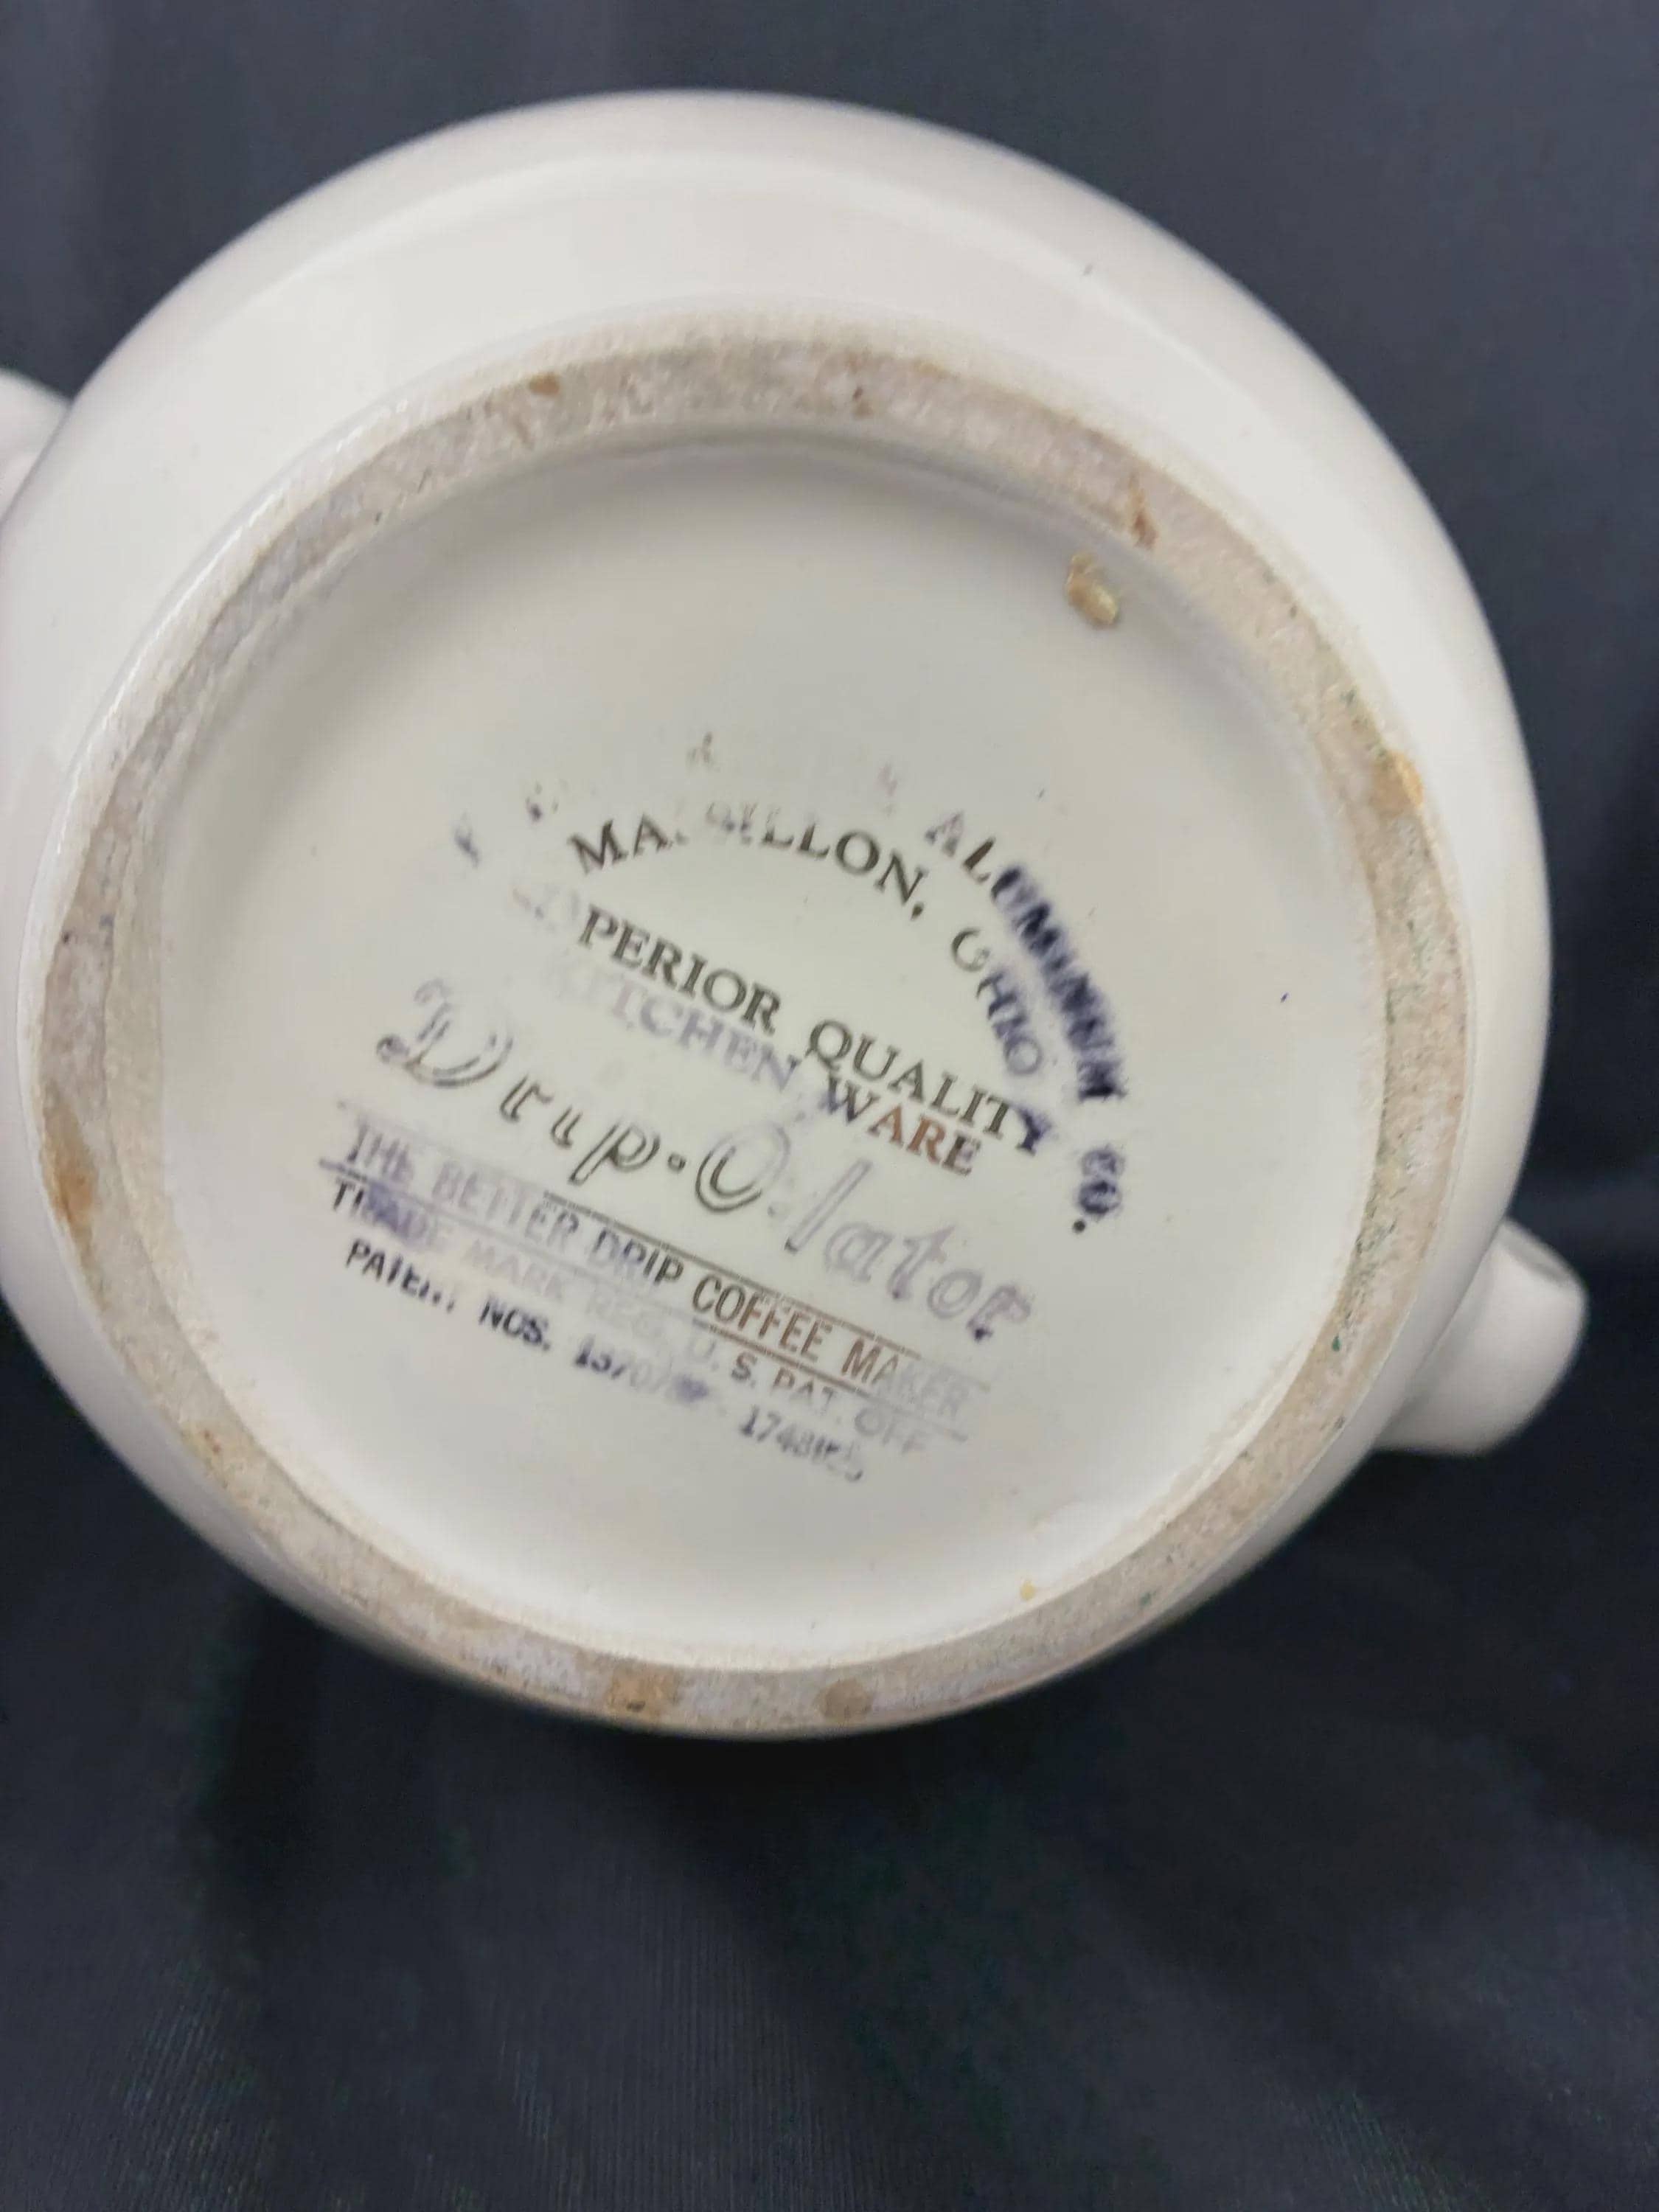 ALUMINUM CO.
MASSILLON, OHIO
SUPERIOR QUALITY
KITCHEN WARE
Drip-O-lator
THE BETTER DRIP COFFEE MAKER
TRADE MARK REG. U. S. PAT. OFF
PATENT NOS.